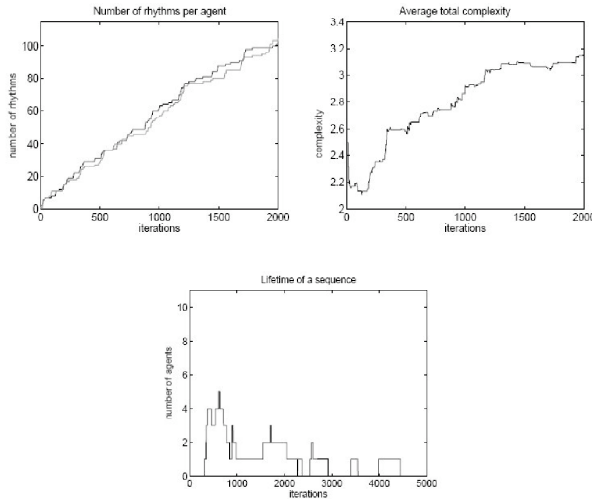 Number of rhythms per agent
number of rhythms
100
80
60
40
20
0
0 500 1000 1500 2000
iterations
Average total complexity
complexity
3.4
3.2
3
2.8
2.6
2.4
2.2
2
0 500 1000 1500 2000
iterations
Lifetime of a sequence
number of agents
10
8
6
4
2
0
0 1000 2000 3000 4000 5000
iterations